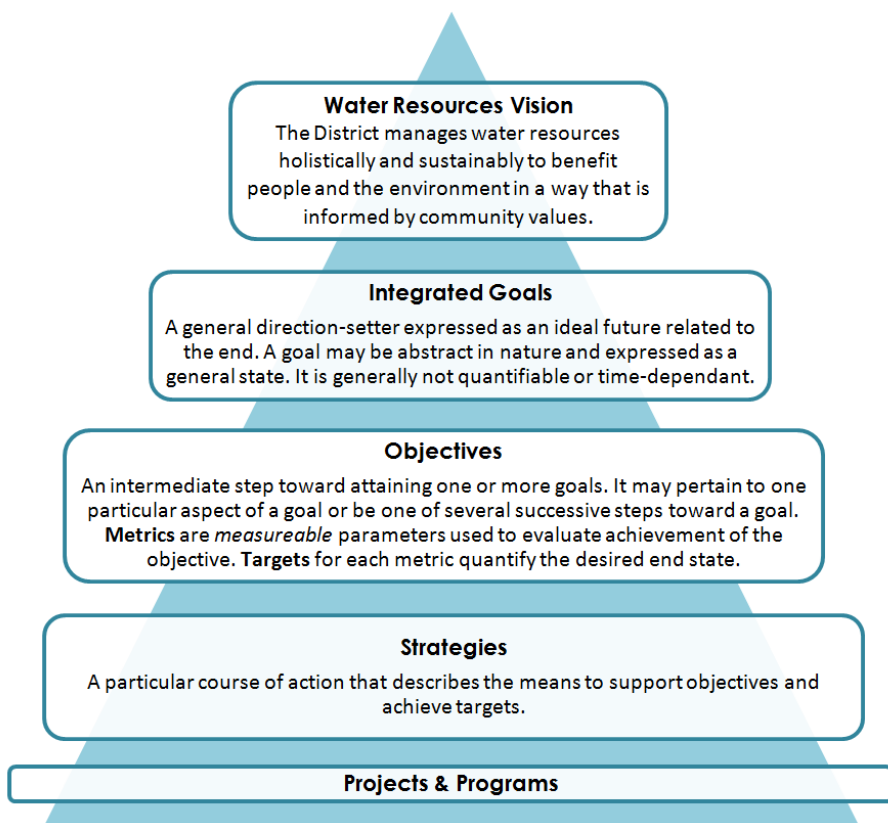 Water Resources Vision
The District manages water resources
holistically and sustainably to benefit
people and the environment in a way that is
informed by community values.
Integrated Goals
A general direction-setter expressed as an ideal future related to
the end. A goal may be abstract in nature and expressed as a
general state. It is generally not quantifiable or time-dependant.
Objectives
An intermediate step toward attaining one or more goals. It may pertain to one
particular aspect of a goal or be one of several successive steps toward a goal.
Metrics are measureable parameters used to evaluate achievement of the
objective. Targets for each metric quantify the desired end state.
Strategies
A particular course of action that describes the means to support objectives and
achieve targets.
Projects & Programs